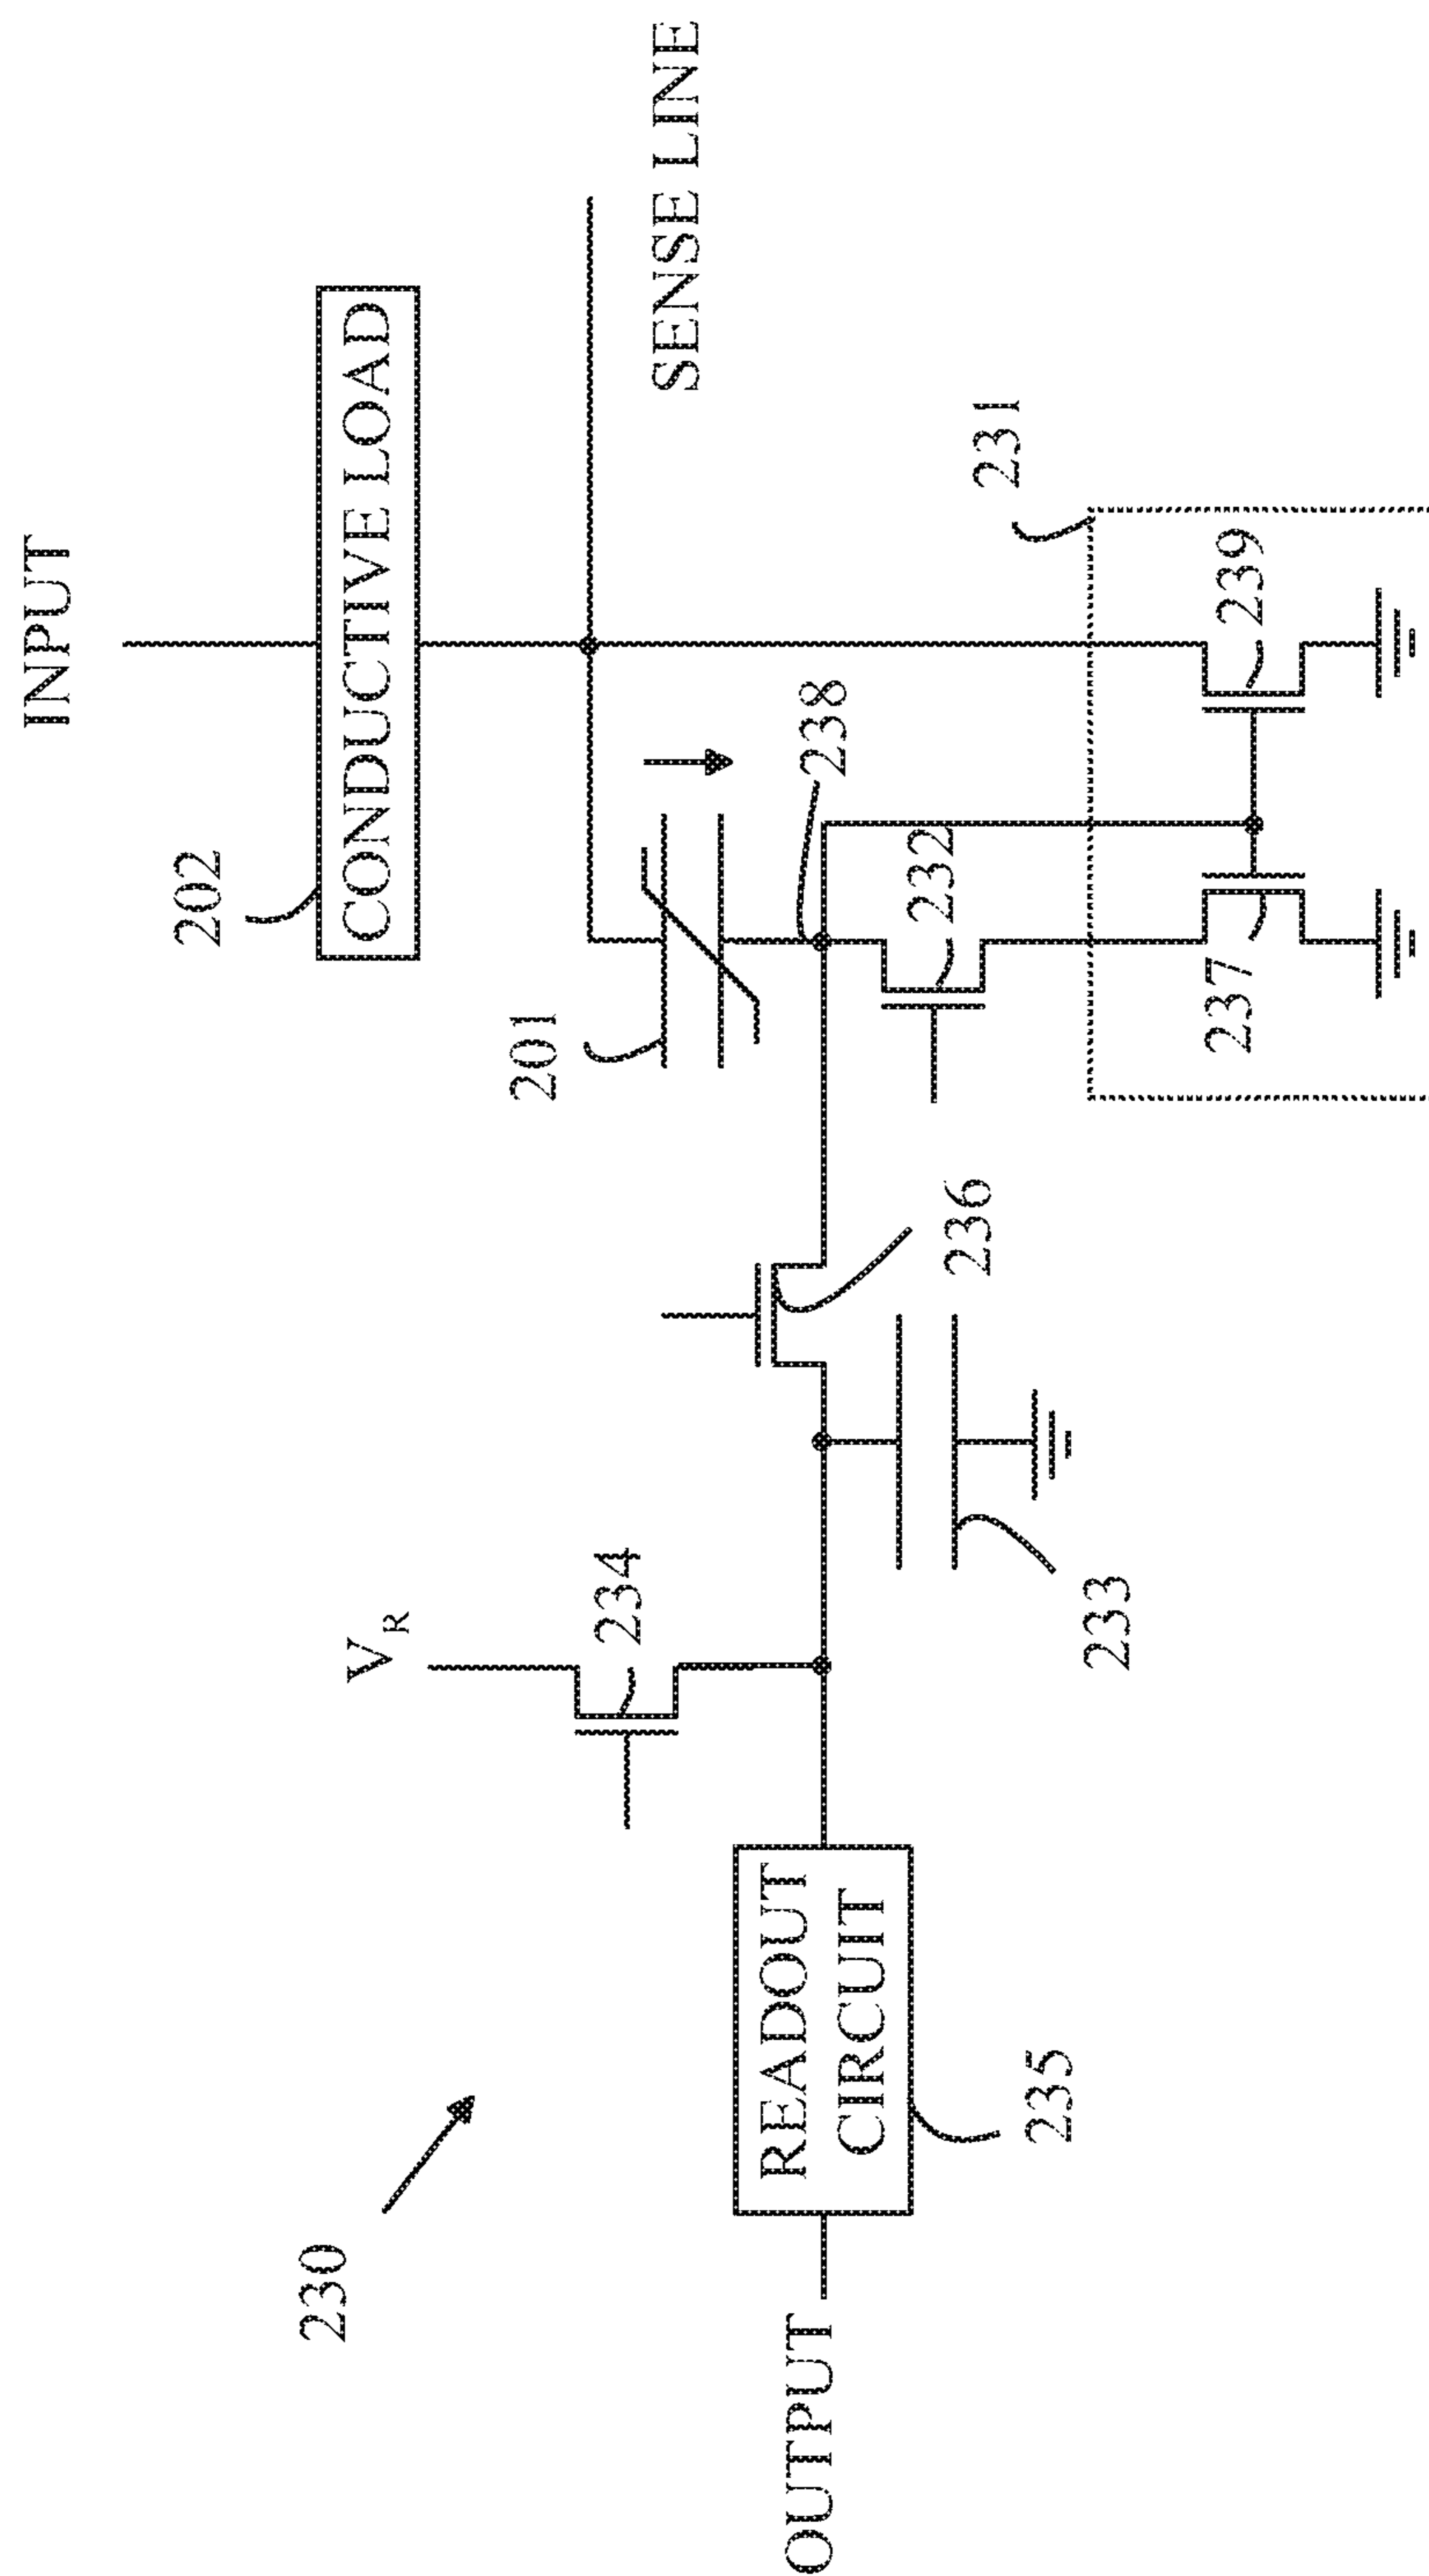 INPUT
202
CONDUCTIVE LOAD
SENSE LINE
201
238
231
232
239
237
236
V_R
234
233
230
READOUT
CIRCUIT
235
OUTPUT